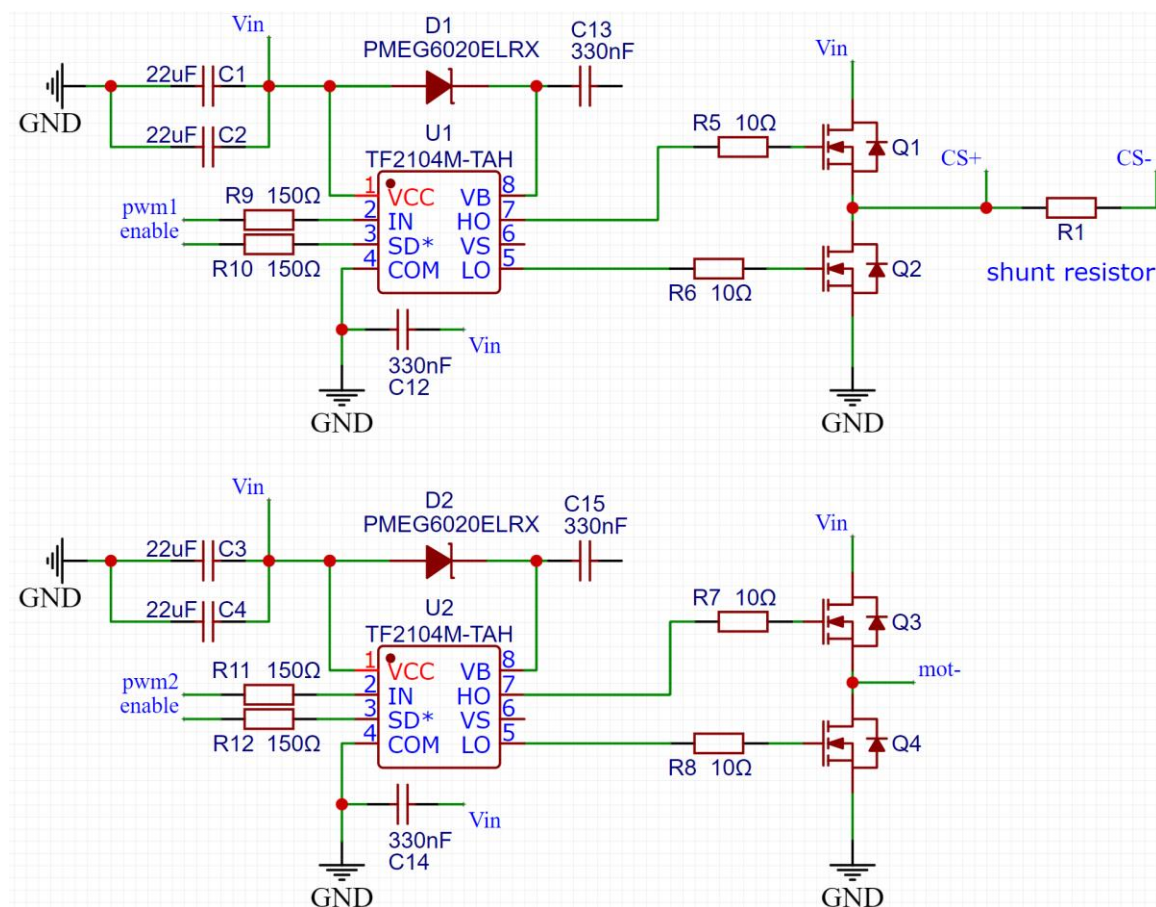 Vin
D1
C13
PMEG6020ELRX
330nF
22uF C1
GND
22uF C2
U1
TF2104M-TAH
R9 150Ω
pwm1
enable
R10 150Ω
1 VCC VB 8
2 IN HO 7
3 SD* VS 6
4 COM LO 5
330nF
C12
Vin
GND
Vin
R5 10Ω
Q1
R6 10Ω
Q2
GND
CS+
CS-
R1
shunt resistor
Vin
D2
C15
PMEG6020ELRX
330nF
22uF C3
GND
22uF C4
U2
TF2104M-TAH
R11 150Ω
pwm2
enable
R12 150Ω
1 VCC VB 8
2 IN HO 7
3 SD* VS 6
4 COM LO 5
330nF
C14
Vin
GND
Vin
R7 10Ω
Q3
mot-
R8 10Ω
Q4
GND